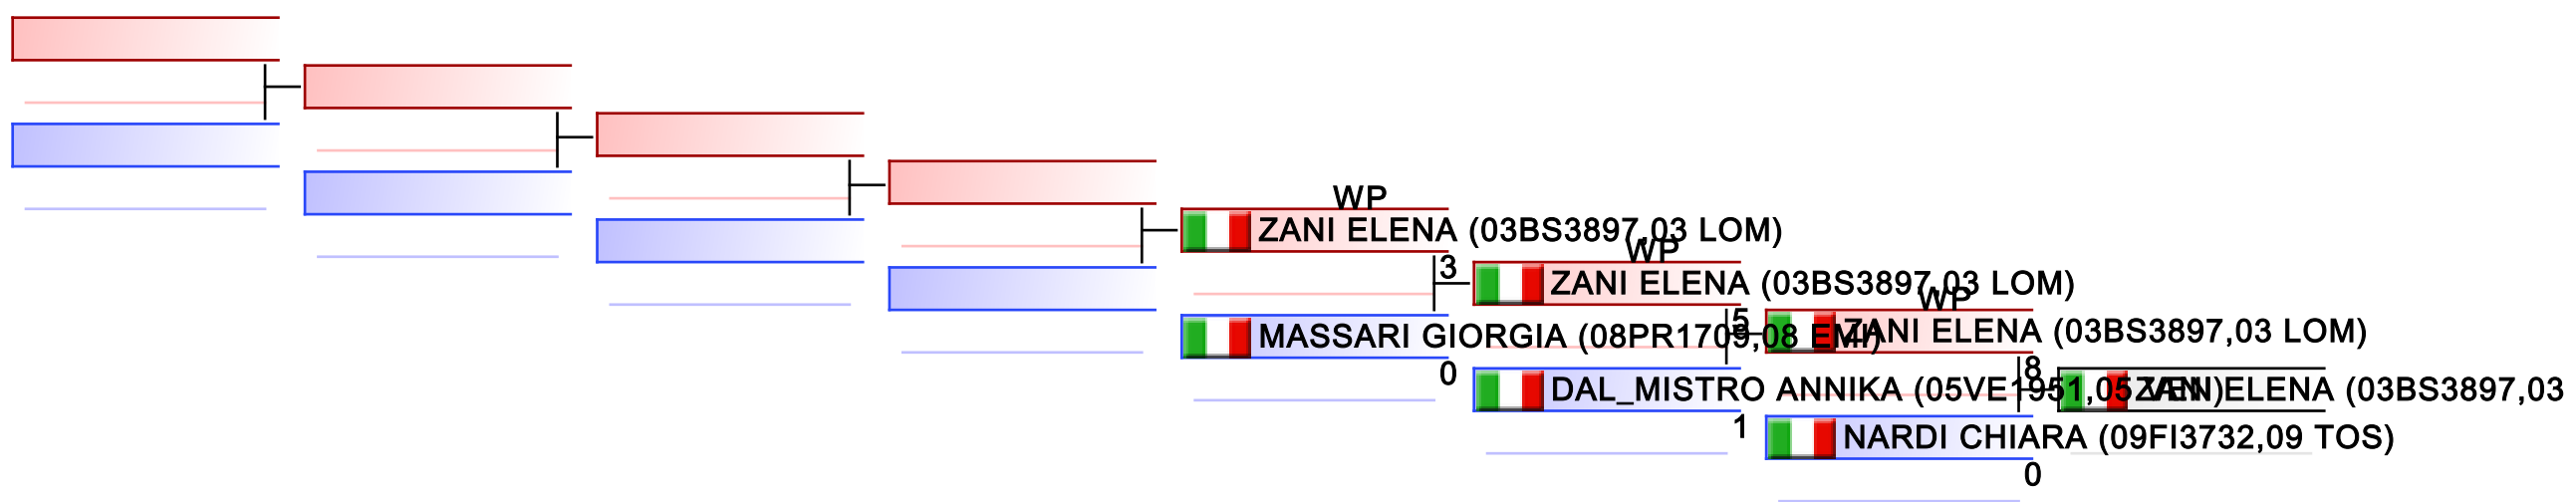 WP
ZANI ELENA (03BS3897,03 LOM)
3
MASSARI GIORGIA (08PR1709,08 EMI)
0
WP
ZANI ELENA (03BS3897,03 LOM)
5
DAL_MISTRO ANNIKA (05VE1951,05 VEN)
1
WP
ZANI ELENA (03BS3897,03 LOM)
8
NARDI CHIARA (09FI3732,09 TOS)
0
ZANI ELENA (03BS3897,03